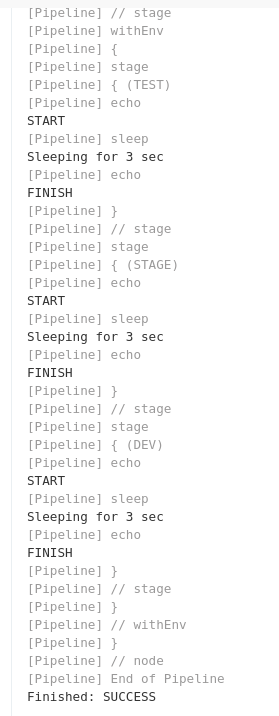 [Pipeline] // stage
[Pipeline] withEnv
[Pipeline] {
[Pipeline] stage
[Pipeline] { (TEST)
[Pipeline] echo
START
[Pipeline] sleep
Sleeping for 3 sec
[Pipeline] echo
FINISH
[Pipeline] }
[Pipeline] // stage
[Pipeline] stage
[Pipeline] { (STAGE)
[Pipeline] echo
START
[Pipeline] sleep
Sleeping for 3 sec
[Pipeline] echo
FINISH
[Pipeline] }
[Pipeline] // stage
[Pipeline] stage
[Pipeline] { (DEV)
[Pipeline] echo
START
[Pipeline] sleep
Sleeping for 3 sec
[Pipeline] echo
FINISH
[Pipeline] }
[Pipeline] // stage
[Pipeline] }
[Pipeline] // withEnv
[Pipeline] }
[Pipeline] // node
[Pipeline] End of Pipeline
Finished: SUCCESS